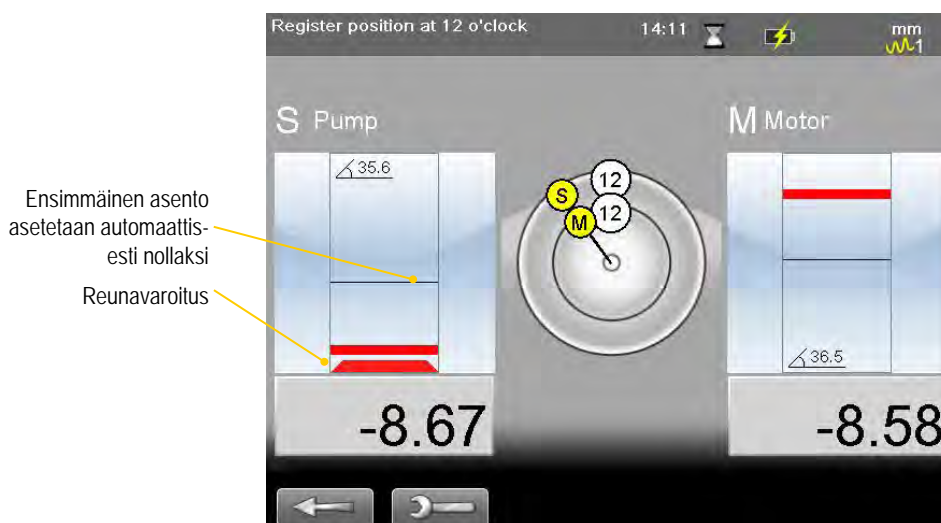 Register position at 12 o'clock 14:11 mm
1
S Pump M Motor
35.6
12
S
M 12
36.5
-8.67 -8.58
Ensimmäinen asento
asetetaan automaattis-
esti nollaksi
Reunavaroitus